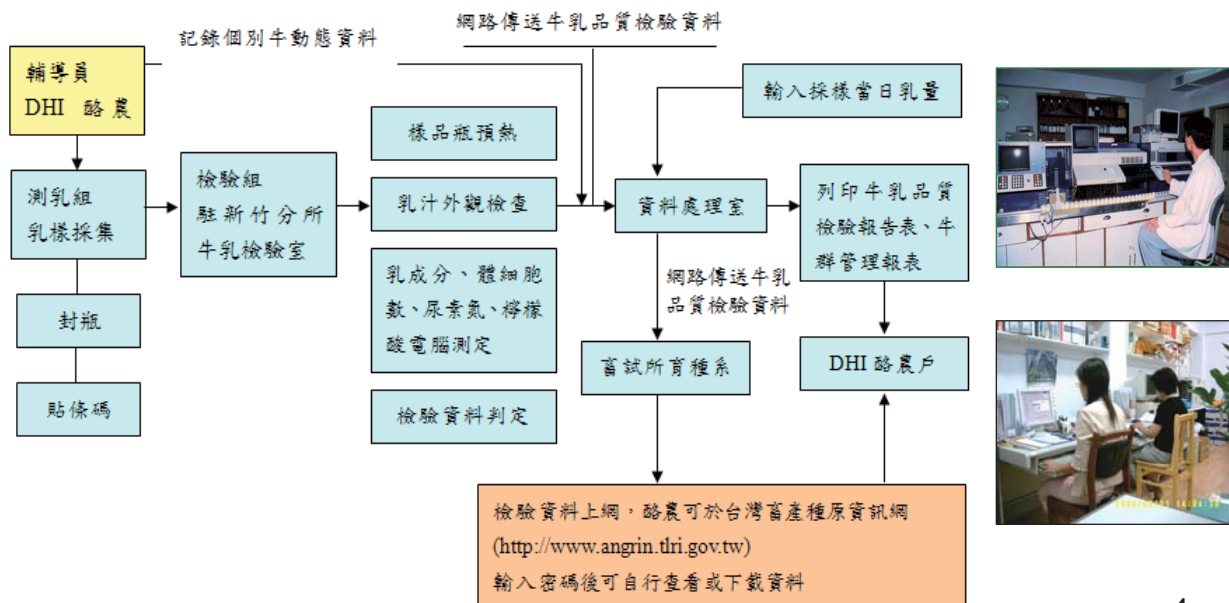 網路傳送牛乳品質檢驗資料
記錄個別牛動態資料
輔導員
DHI 酪農
輸入採樣當日乳量
樣品瓶預熱
測乳組
乳樣採集
檢驗組
駐新竹分所
牛乳檢驗室
乳汁外觀檢查
資料處理室
列印牛乳品質
檢驗報告表、牛
群管理報表
乳成分、體細胞
數、尿素氮、檸檬
酸電腦測定
網路傳送牛乳
品質檢驗資料
封瓶
畜試所育種系
DHI 酪農戶
貼條碼
檢驗資料判定
檢驗資料上網，酪農可於台灣畜產種原資訊網
(http://www.angrin.tlri.gov.tw)
輸入密碼後可自行查看或下載資料